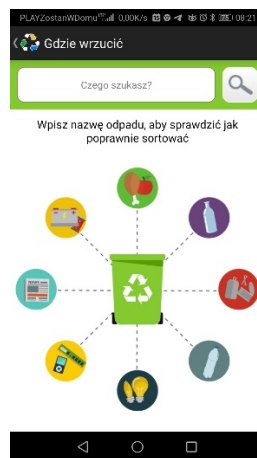 PLAYZostanWDomu 0,00K/s 08:21
Gdzie wrzucić
Czego szukasz?
Wpisz nazwę odpadu, aby sprawdzić jak
poprawnie sortować